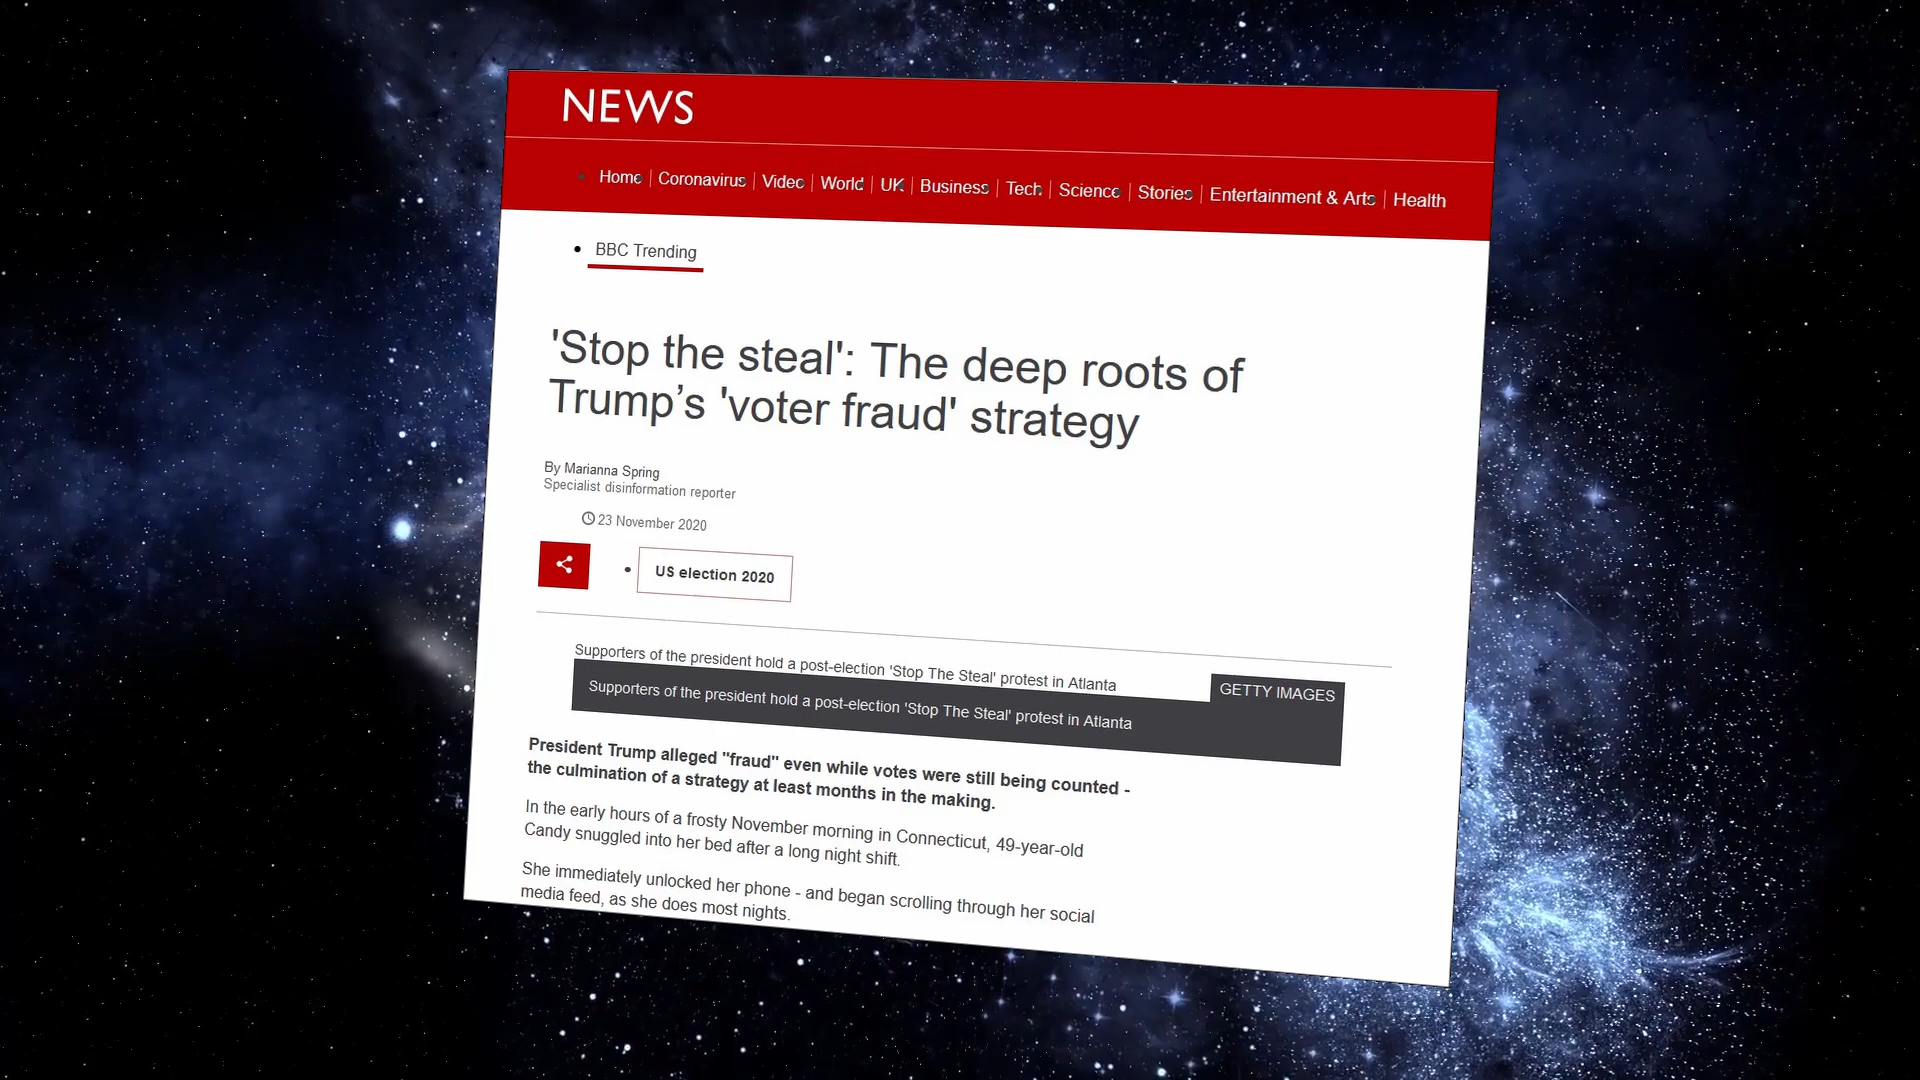 NEWS
Home Coronavirus Video World UK Business Tech Science Stories Entertainment & Arts Health
BBC Trending
'Stop the steal': The deep roots of
Trump’s 'voter fraud' strategy
By Marianna Spring
Specialist disinformation reporter
23 November 2020
US election 2020
Supporters of the president hold a post-election 'Stop The Steal' protest in Atlanta
GETTY IMAGES
Supporters of the president hold a post-election 'Stop The Steal' protest in Atlanta
President Trump alleged "fraud" even while votes were still being counted -
the culmination of a strategy at least months in the making.
In the early hours of a frosty November morning in Connecticut, 49-year-old
Candy snuggled into her bed after a long night shift.
She immediately unlocked her phone - and began scrolling through her social
media feed, as she does most nights.